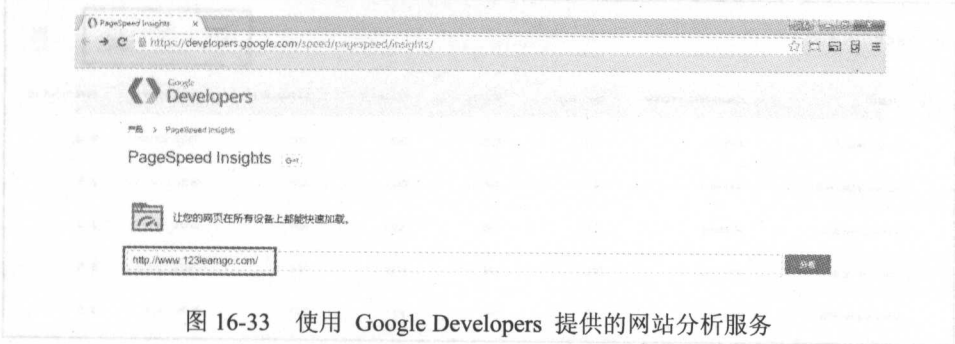 PageSpeed Insights
https://developers.google.com/speed/pagespeed/insights/
Google
Developers
产品 > PageSpeed Insights
PageSpeed Insights
让您的网页在所有设备上都能快速加载。
http://www.123learngo.com/
分析
图 16-33 使用 Google Developers 提供的网站分析服务